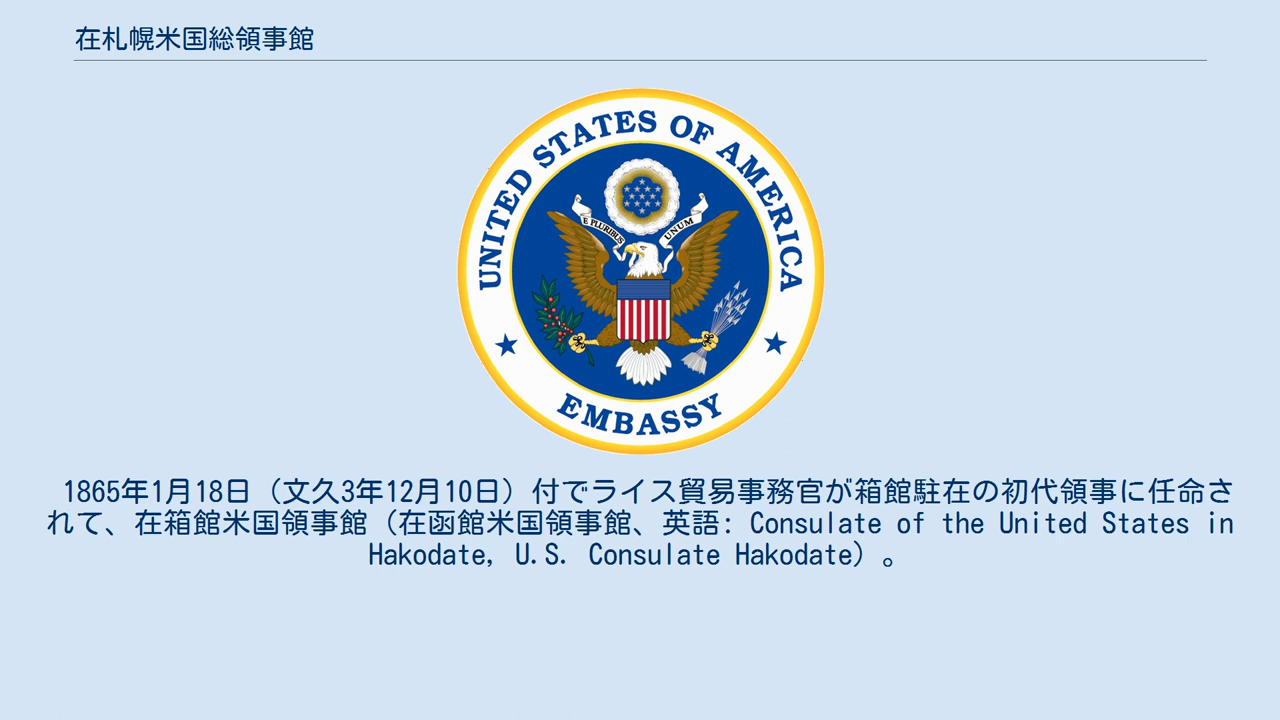 在札幌米国総領事館
UNITED STATES OF AMERICA
E PLURIBUS UNUM
EMBASSY
1865年1月18日（文久3年12月10日）付でライス貿易事務官が箱館駐在の初代領事に任命さ
れて、在箱館米国領事館（在函館米国領事館、英語: Consulate of the United States in
Hakodate, U.S. Consulate Hakodate）。